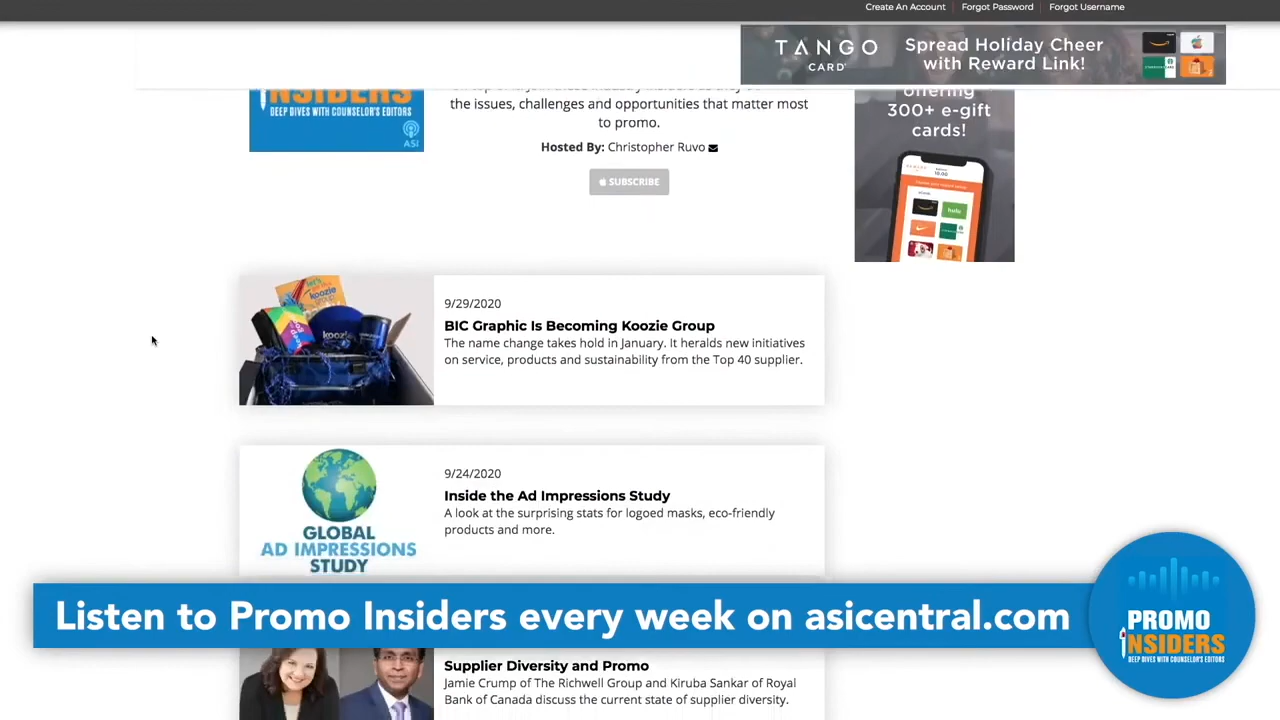 Create An Account
Forgot Password
Forgot Username
TANGO
CARD
Spread Holiday Cheer
with Reward Link!
INSIDERS
DEEP DIVES WITH COUNSELOR'S EDITORS
ASI
the issues, challenges and opportunities that matter most
to promo.
Hosted By: Christopher Ruvo
SUBSCRIBE
offering
300+ e-gift
cards!
hulu
9/29/2020
BIC Graphic Is Becoming Koozie Group
The name change takes hold in January. It heralds new initiatives
on service, products and sustainability from the Top 40 supplier.
koozie
9/24/2020
Inside the Ad Impressions Study
A look at the surprising stats for logoed masks, eco-friendly
products and more.
GLOBAL
AD IMPRESSIONS
STUDY
Listen to Promo Insiders every week on asicentral.com
PROMO
INSIDERS
DEEP DIVES WITH COUNSELOR'S EDITORS
Supplier Diversity and Promo
Jamie Crump of The Richwell Group and Kiruba Sankar of Royal
Bank of Canada discuss the current state of supplier diversity.